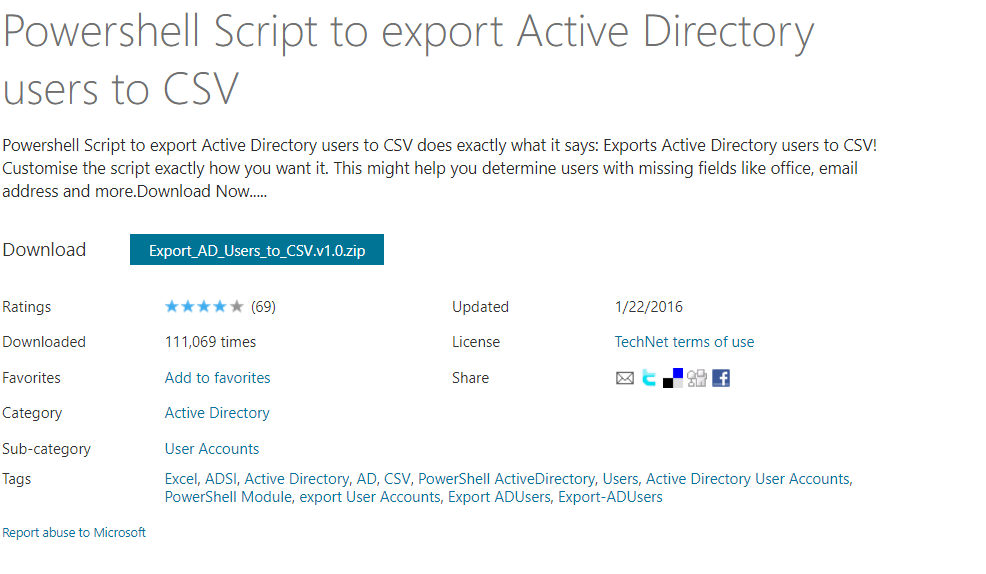 Powershell Script to export Active Directory
users to CSV
Powershell Script to export Active Directory users to CSV does exactly what it says: Exports Active Directory users to CSV!
Customise the script exactly how you want it. This might help you determine users with missing fields like office, email
address and more.Download Now.....
Download Export_AD_Users_to_CSV.v1.0.zip
Ratings (69) Updated 1/22/2016
Downloaded 111,069 times License TechNet terms of use
Favorites Add to favorites Share
Category Active Directory
Sub-category User Accounts
Tags Excel, ADSI, Active Directory, AD, CSV, PowerShell ActiveDirectory, Users, Active Directory User Accounts,
PowerShell Module, export User Accounts, Export ADUsers, Export-ADUsers
Report abuse to Microsoft